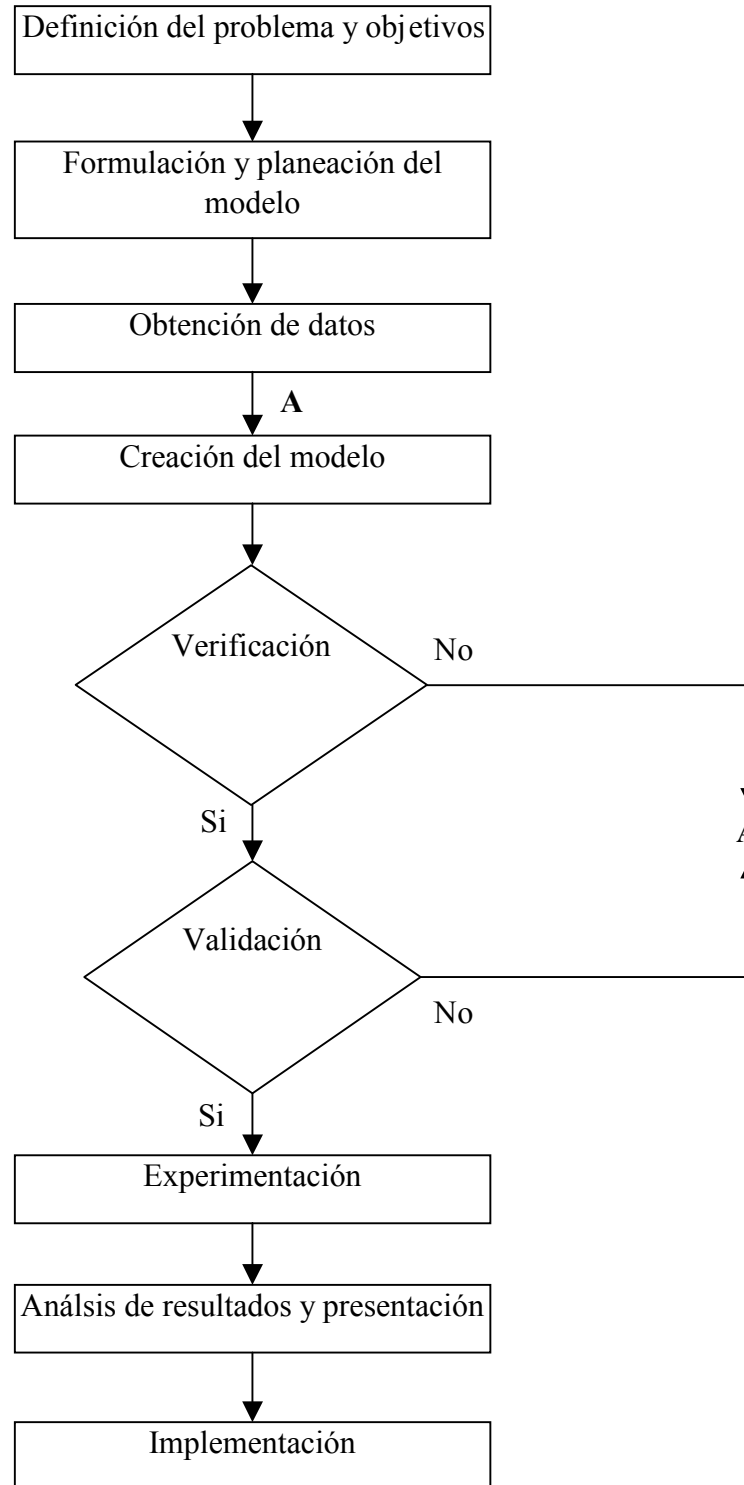 Definición del problema y objetivos
Formulación y planeación del
modelo
Obtención de datos
A
Creación del modelo
Verificación
No
Si
A
Validación
No
Si
Experimentación
Análsis de resultados y presentación
Implementación